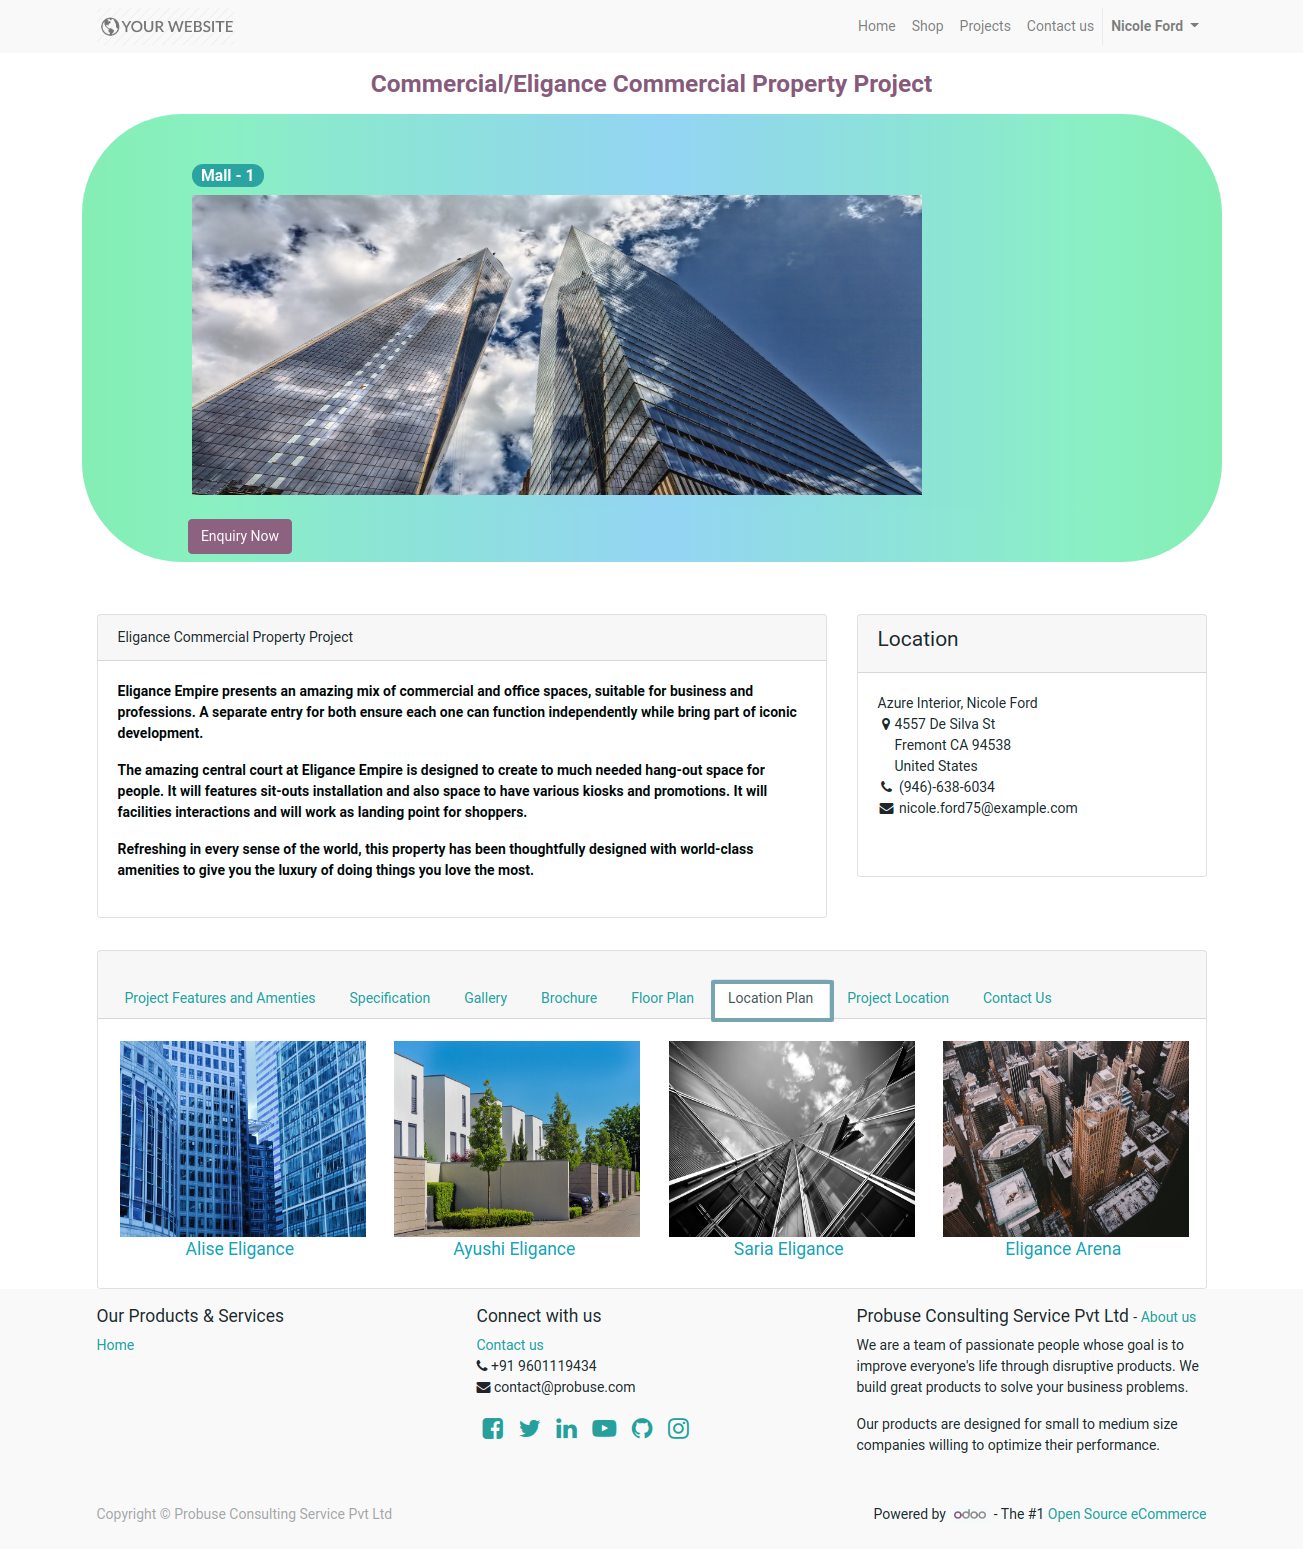 YOUR WEBSITE
Home Shop Projects Contact us Nicole Ford
Commercial/Eligance Commercial Property Project
Mall - 1
Enquiry Now
Eligance Commercial Property Project
Eligance Empire presents an amazing mix of commercial and office spaces, suitable for business and
professions. A separate entry for both ensure each one can function independently while bring part of iconic
development.
The amazing central court at Eligance Empire is designed to create to much needed hang-out space for
people. It will features sit-outs installation and also space to have various kiosks and promotions. It will
facilities interactions and will work as landing point for shoppers.
Refreshing in every sense of the world, this property has been thoughtfully designed with world-class
amenities to give you the luxury of doing things you love the most.
Location
Azure Interior, Nicole Ford
4557 De Silva St
Fremont CA 94538
United States
(946)-638-6034
nicole.ford75@example.com
Project Features and Amenties Specification Gallery Brochure Floor Plan Location Plan Project Location Contact Us
Alise Eligance Ayushi Eligance Saria Eligance Eligance Arena
Our Products & Services
Home
Connect with us
Contact us
+91 9601119434
contact@probuse.com
Probuse Consulting Service Pvt Ltd - About us
We are a team of passionate people whose goal is to
improve everyone's life through disruptive products. We
build great products to solve your business problems.
Our products are designed for small to medium size
companies willing to optimize their performance.
Copyright © Probuse Consulting Service Pvt Ltd
Powered by odoo - The #1 Open Source eCommerce